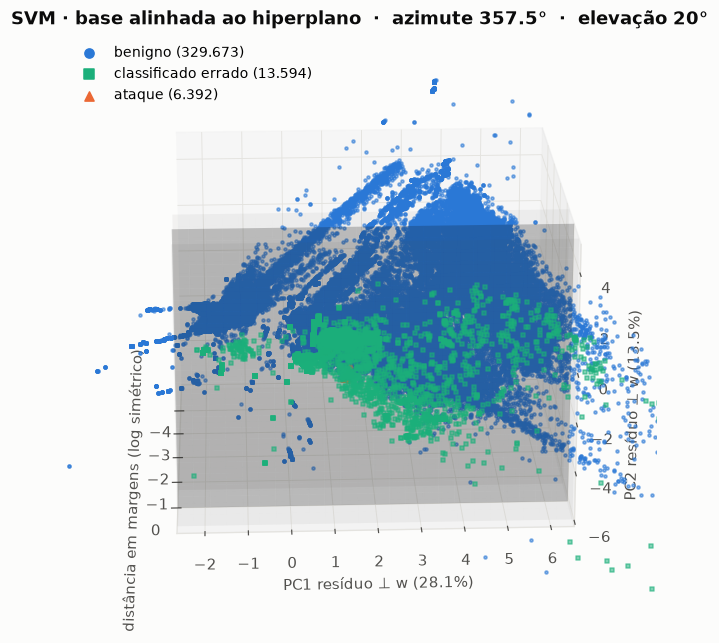 SVM · base alinhada ao hiperplano · azimute 357.5° · elevação 20°
benigno (329.673)
classificado errado (13.594)
ataque (6.392)
distância em margens (log simétrico)
−4
−3
−2
−1
0
−2 −1 0 1 2 3 4 5 6
PC1 resíduo ⊥ w (28.1%)
4
2
0
−2
−4
−6
PC2 resíduo ⊥ w (13.5%)